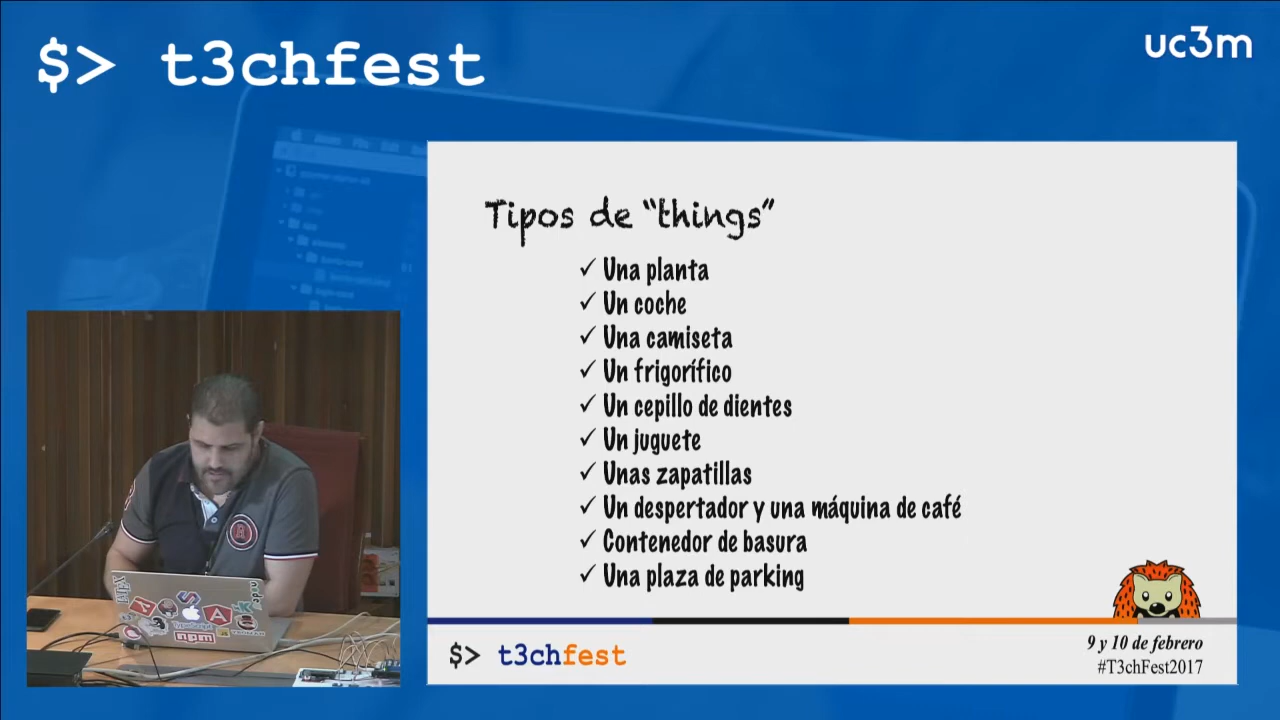 $> t3chfest
uc3m
Tipos de “things”
✓ Una planta
✓ Un coche
✓ Una camiseta
✓ Un frigorífico
✓ Un cepillo de dientes
✓ Un juguete
✓ Unas zapatillas
✓ Un despertador y una máquina de café
✓ Contenedor de basura
✓ Una plaza de parking
$> t3chfest
9 y 10 de febrero
#T3chFest2017
TypeScript
npm